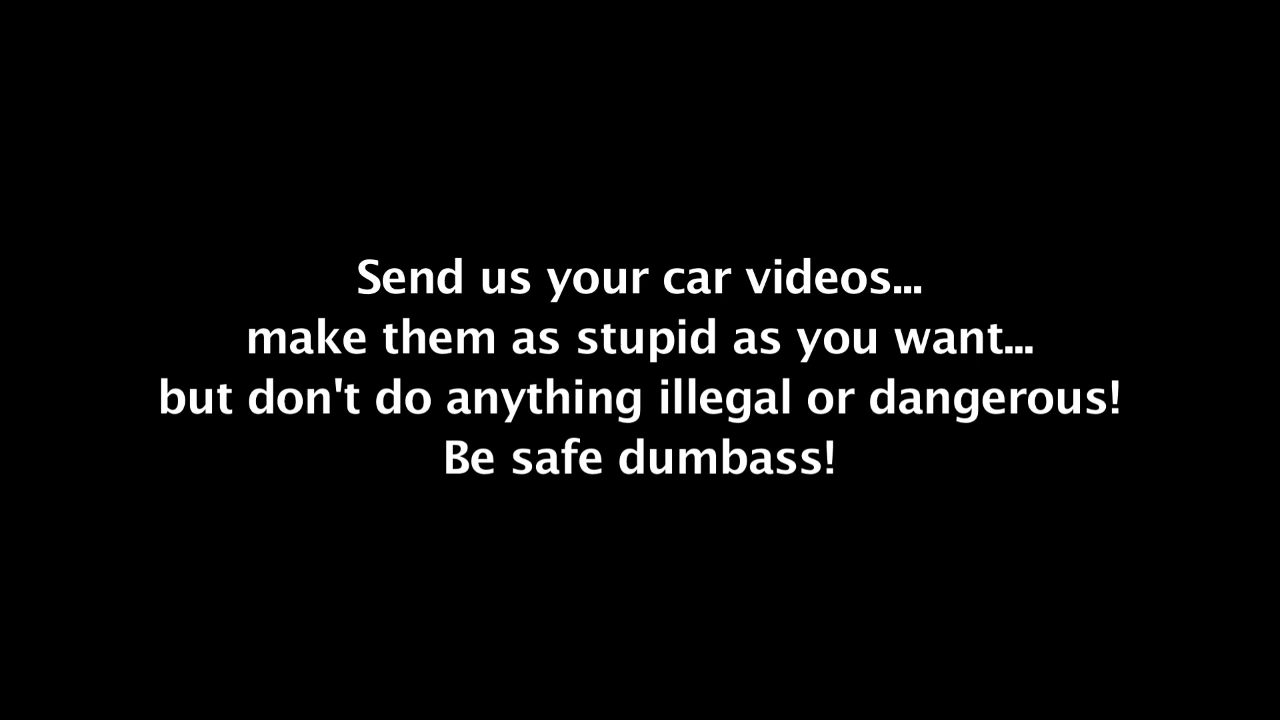 Send us your car videos...
make them as stupid as you want...
but don't do anything illegal or dangerous!
Be safe dumbass!